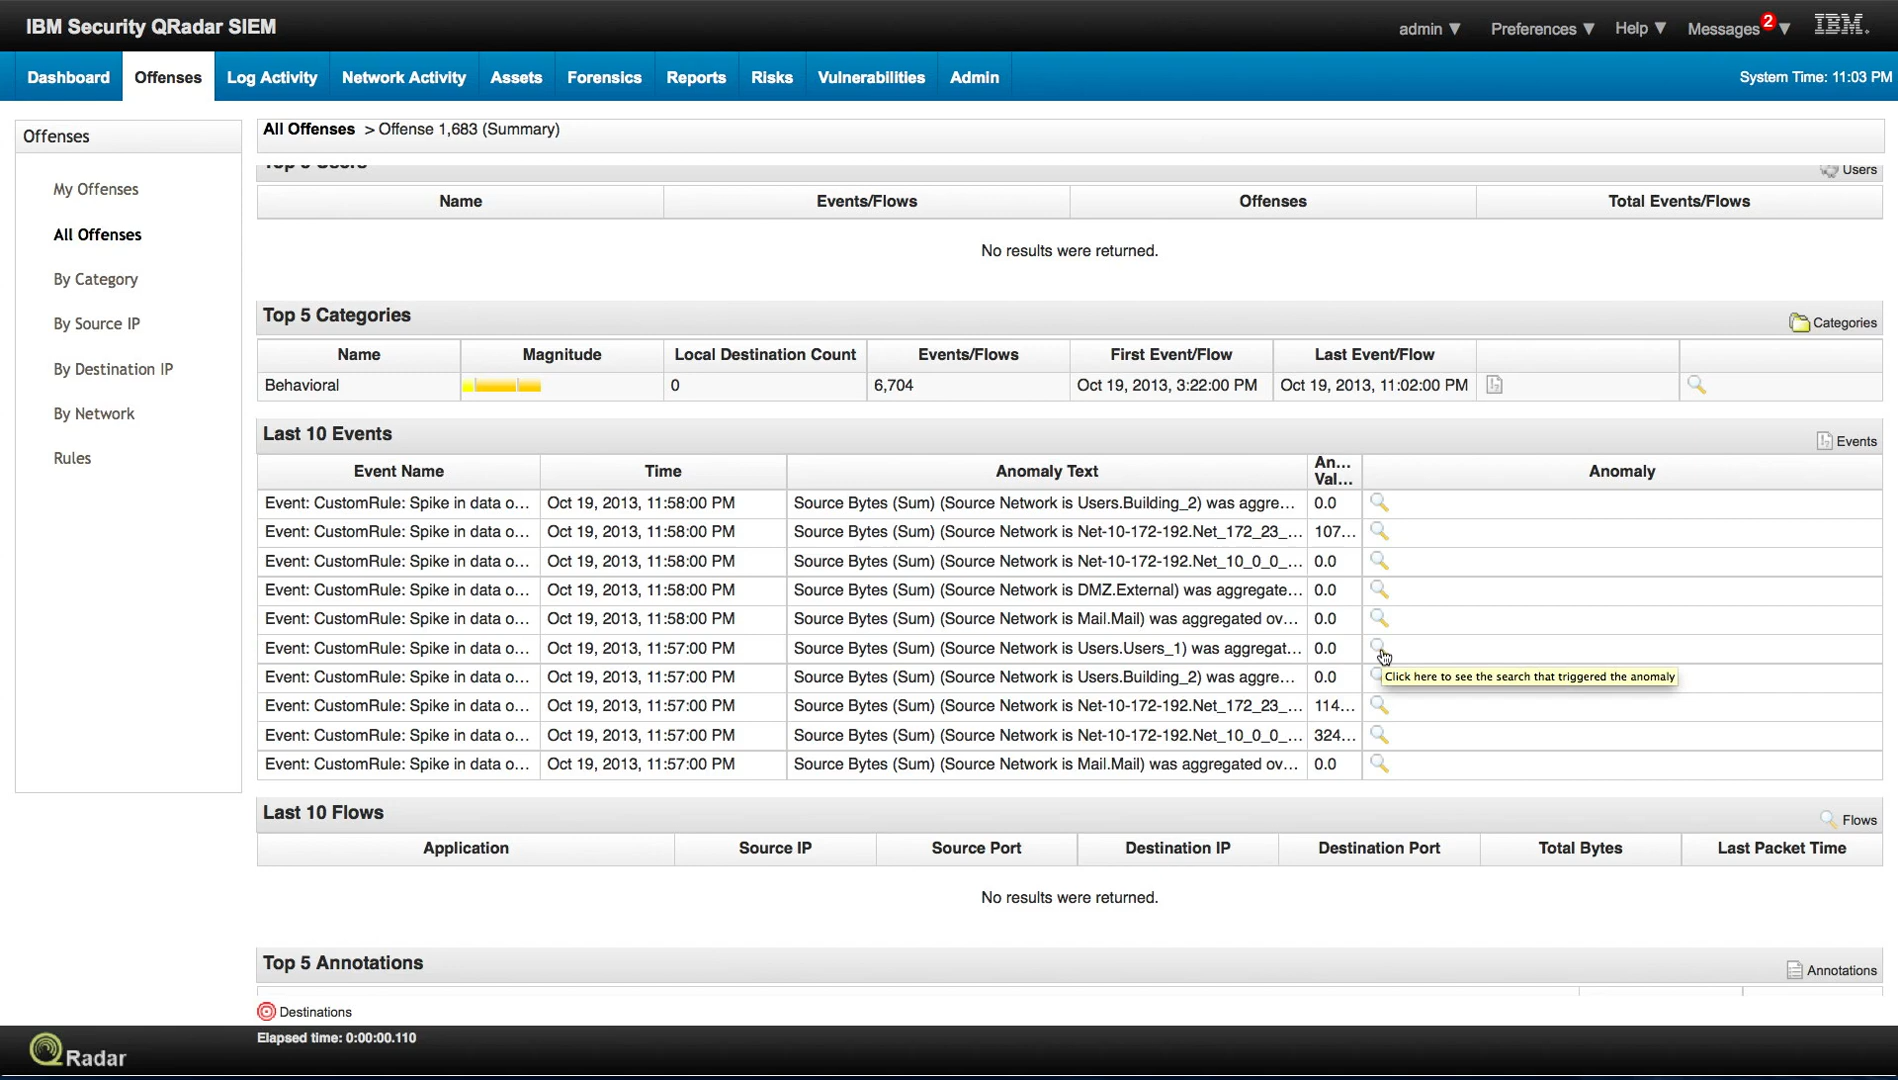 IBM Security QRadar SIEM
admin ▼ Preferences ▼ Help ▼ Messages 2 ▼ IBM.
Dashboard Offenses Log Activity Network Activity Assets Forensics Reports Risks Vulnerabilities Admin System Time: 11:03 PM
Offenses
My Offenses
All Offenses
By Category
By Source IP
By Destination IP
By Network
Rules
All Offenses > Offense 1,683 (Summary)
Top 5 Users Users
Name Events/Flows Offenses Total Events/Flows
No results were returned.
Top 5 Categories Categories
Name Magnitude Local Destination Count Events/Flows First Event/Flow Last Event/Flow
Behavioral 0 6,704 Oct 19, 2013, 3:22:00 PM Oct 19, 2013, 11:02:00 PM
Last 10 Events Events
Event Name Time Anomaly Text An... Val... Anomaly
Event: CustomRule: Spike in data o... Oct 19, 2013, 11:58:00 PM Source Bytes (Sum) (Source Network is Users.Building_2) was aggre... 0.0
Event: CustomRule: Spike in data o... Oct 19, 2013, 11:58:00 PM Source Bytes (Sum) (Source Network is Net-10-172-192.Net_172_23_... 107...
Event: CustomRule: Spike in data o... Oct 19, 2013, 11:58:00 PM Source Bytes (Sum) (Source Network is Net-10-172-192.Net_10_0_0_... 0.0
Event: CustomRule: Spike in data o... Oct 19, 2013, 11:58:00 PM Source Bytes (Sum) (Source Network is DMZ.External) was aggregate... 0.0
Event: CustomRule: Spike in data o... Oct 19, 2013, 11:58:00 PM Source Bytes (Sum) (Source Network is Mail.Mail) was aggregated ov... 0.0
Event: CustomRule: Spike in data o... Oct 19, 2013, 11:57:00 PM Source Bytes (Sum) (Source Network is Users.Users_1) was aggregat... 0.0
Event: CustomRule: Spike in data o... Oct 19, 2013, 11:57:00 PM Source Bytes (Sum) (Source Network is Users.Building_2) was aggre... 0.0
Click here to see the search that triggered the anomaly
Event: CustomRule: Spike in data o... Oct 19, 2013, 11:57:00 PM Source Bytes (Sum) (Source Network is Net-10-172-192.Net_172_23_... 114...
Event: CustomRule: Spike in data o... Oct 19, 2013, 11:57:00 PM Source Bytes (Sum) (Source Network is Net-10-172-192.Net_10_0_0_... 324...
Event: CustomRule: Spike in data o... Oct 19, 2013, 11:57:00 PM Source Bytes (Sum) (Source Network is Mail.Mail) was aggregated ov... 0.0
Last 10 Flows Flows
Application Source IP Source Port Destination IP Destination Port Total Bytes Last Packet Time
No results were returned.
Top 5 Annotations Annotations
Destinations
Elapsed time: 0:00:00.110
QRadar